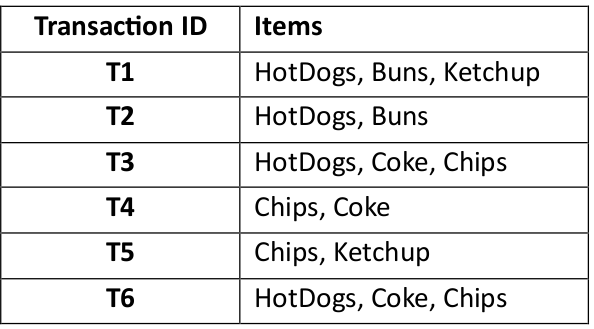 Transaction ID Items
T1 HotDogs, Buns, Ketchup
T2 HotDogs, Buns
T3 HotDogs, Coke, Chips
T4 Chips, Coke
T5 Chips, Ketchup
T6 HotDogs, Coke, Chips